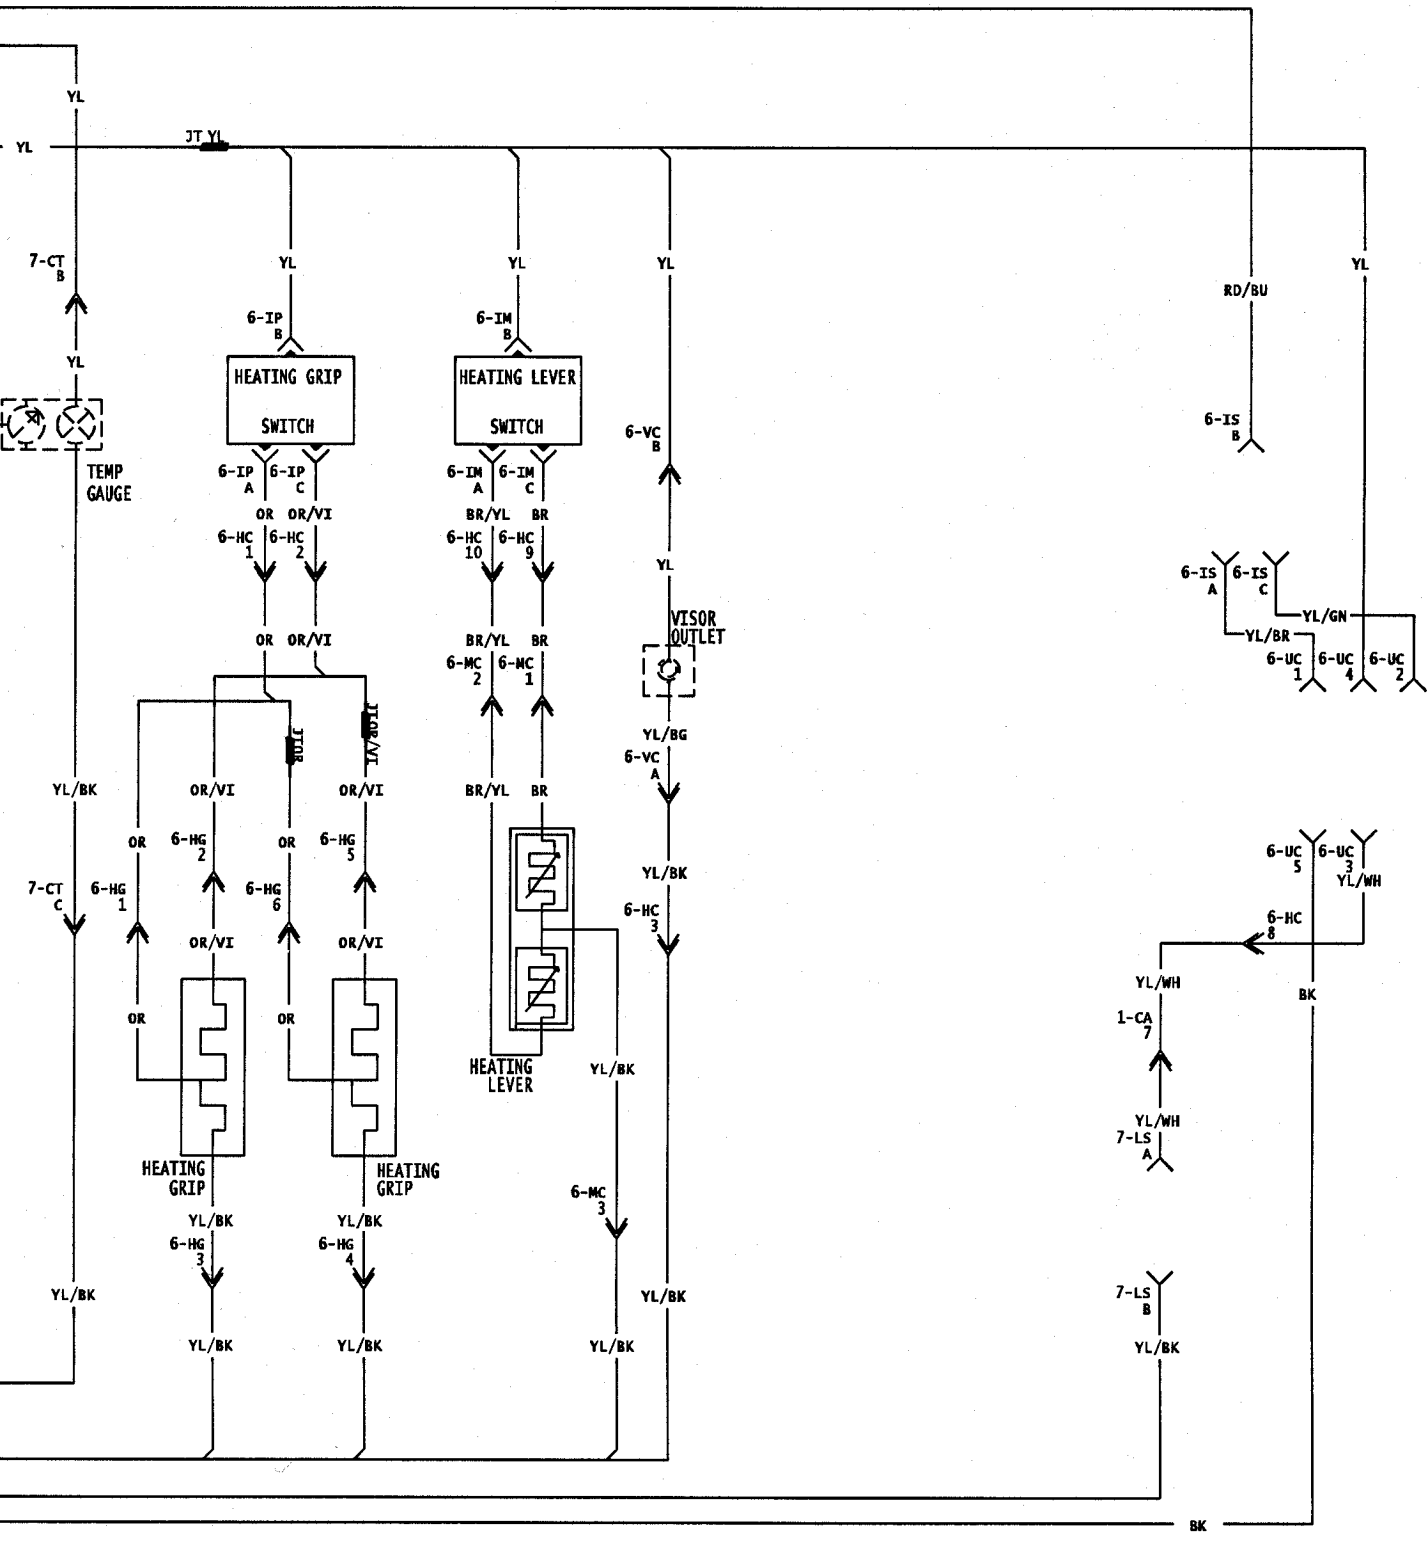 YL
JT YL
YL
7-CT
B
YL
YL
YL
YL
RD/BU
6-IP
B
6-IM
B
YL
HEATING GRIP
SWITCH
HEATING LEVER
SWITCH
6-VC
B
6-IS
B
TEMP
GAUGE
6-IP
A
6-IP
C
6-IM
A
6-IM
C
OR
OR/VI
BR/YL
BR
6-HC
1
6-HC
2
6-HC
10
6-HC
9
YL
6-IS
A
6-IS
C
VISOR
OUTLET
YL/GN
OR
OR/VI
BR/YL
BR
YL/BR
6-MC
2
6-MC
1
6-UC
1
6-UC
4
6-UC
2
JTOR
JTOR/VI
YL/BG
6-VC
A
YL/BK
OR/VI
OR/VI
BR/YL
BR
OR
6-HG
2
OR
6-HG
5
6-UC
5
6-UC
3
YL/WH
YL/BK
7-CT
C
6-HG
1
6-HG
6
6-HC
3
6-HC
8
OR/VI
OR/VI
YL/WH
BK
OR
OR
1-CA
7
HEATING
LEVER
YL/BK
YL/WH
7-LS
A
HEATING
GRIP
HEATING
GRIP
6-MC
3
YL/BK
YL/BK
6-HG
3
6-HG
4
YL/BK
YL/BK
7-LS
B
YL/BK
YL/BK
YL/BK
YL/BK
BK